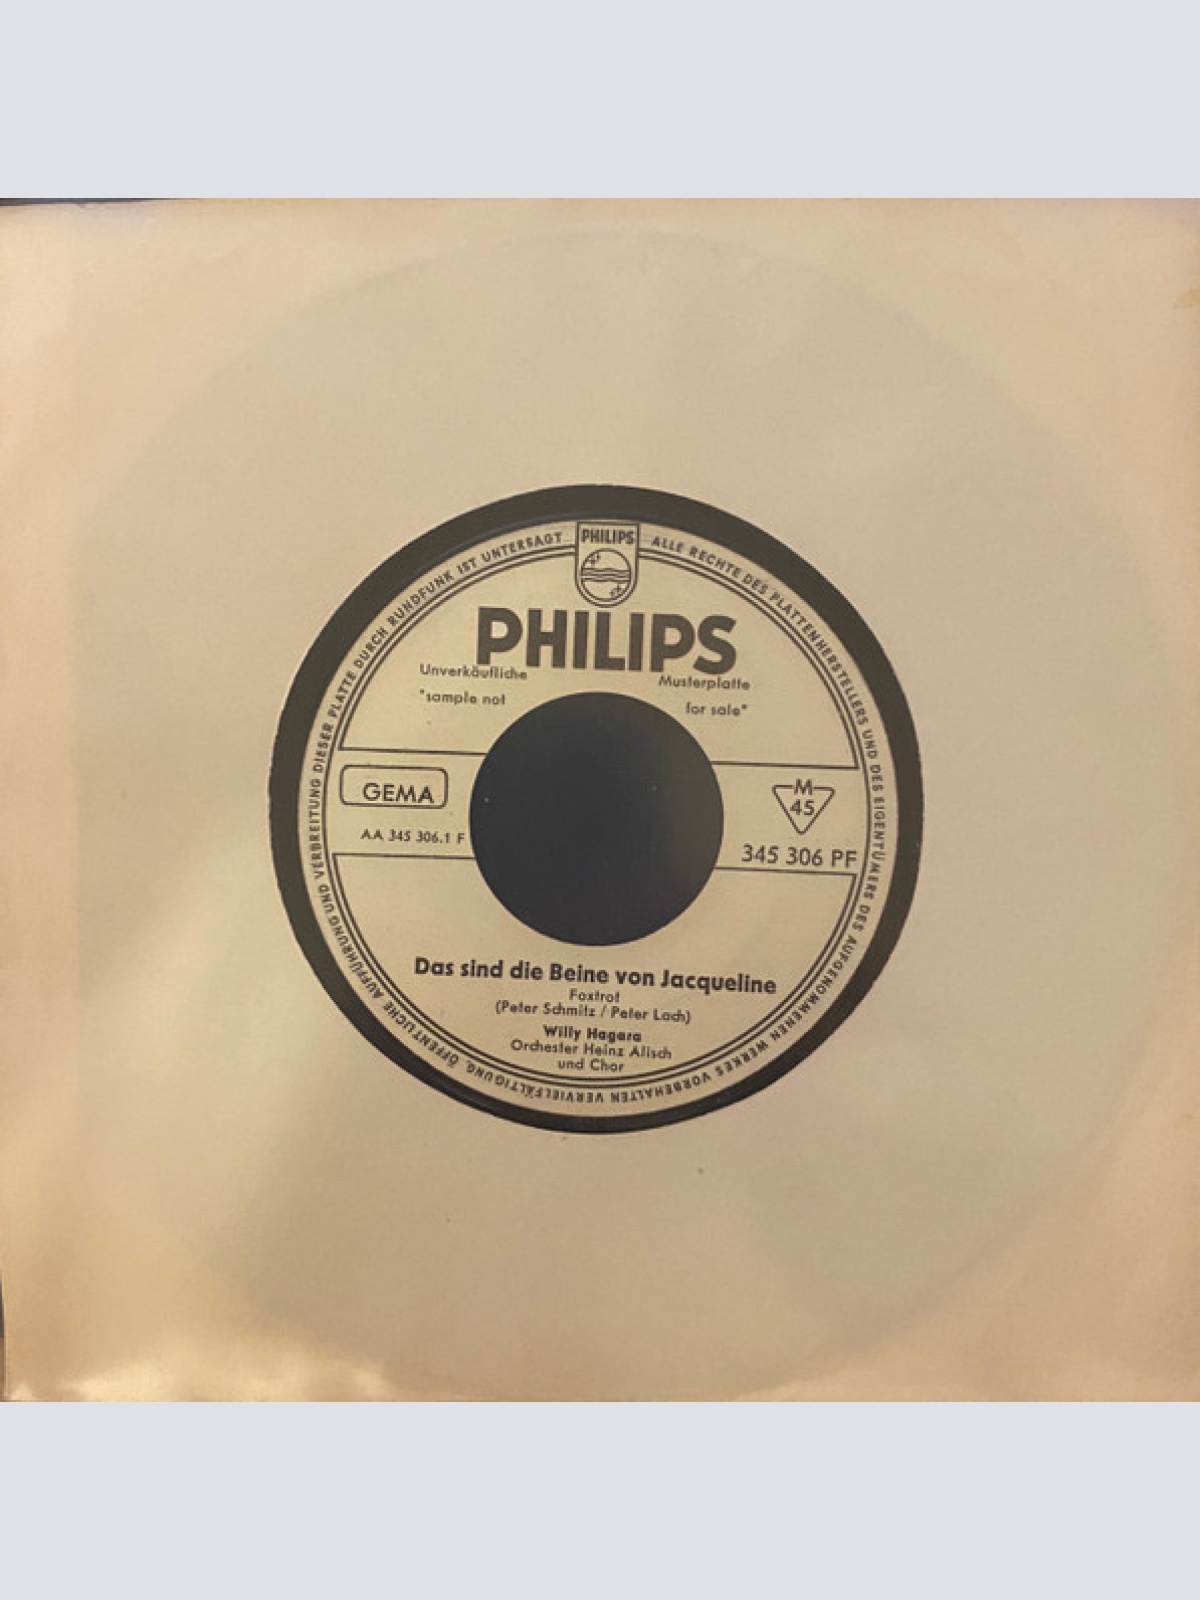 PHILIPS
ALLE RECHTE DES PLATTENHERSTELLERS UND DES EIGENTÜMERS DES AUFGENOMMENEN WERKES VORBEHALTEN VERVIELFÄLTIGUNG, ÖFFENTLICHE AUFFÜHRUNG UND VERBREITUNG DIESER PLATTE DURCH RUNDFUNK IST UNTERSAGT
PHILIPS
Unverkäufliche Musterplatte
"sample not for sale"
GEMA
M
45
AA 345 306.1 F
345 306 PF
Das sind die Beine von Jacqueline
Foxtrot
(Peter Schmitz / Peter Lach)
Willy Hagara
Orchester Heinz Alisch
und Chor